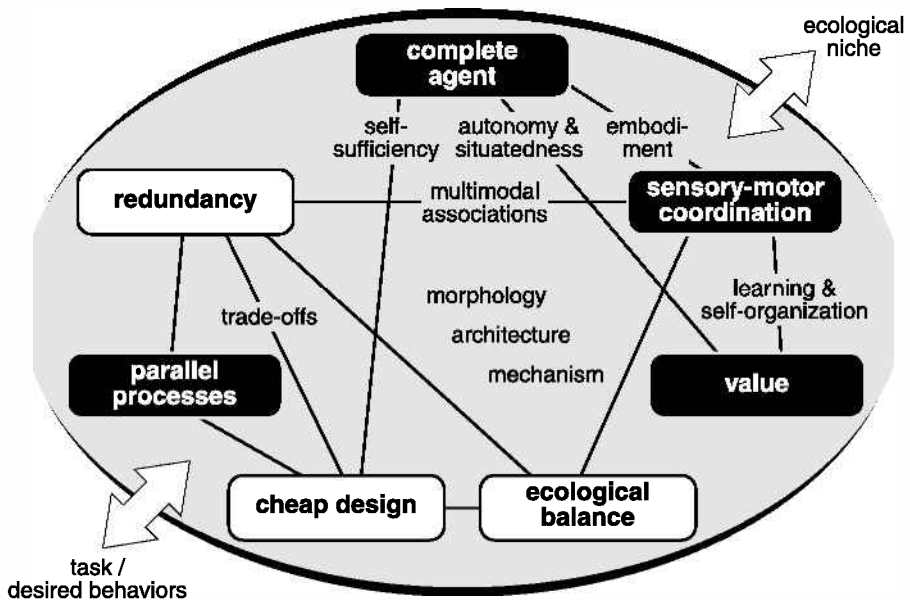 ecological
niche
complete
agent
self-
sufficiency
autonomy &
situatedness
embodi-
ment
redundancy
multimodal
associations
sensory-motor
coordination
morphology
architecture
mechanism
trade-offs
learning &
self-organization
parallel
processes
value
cheap design
ecological
balance
task /
desired behaviors